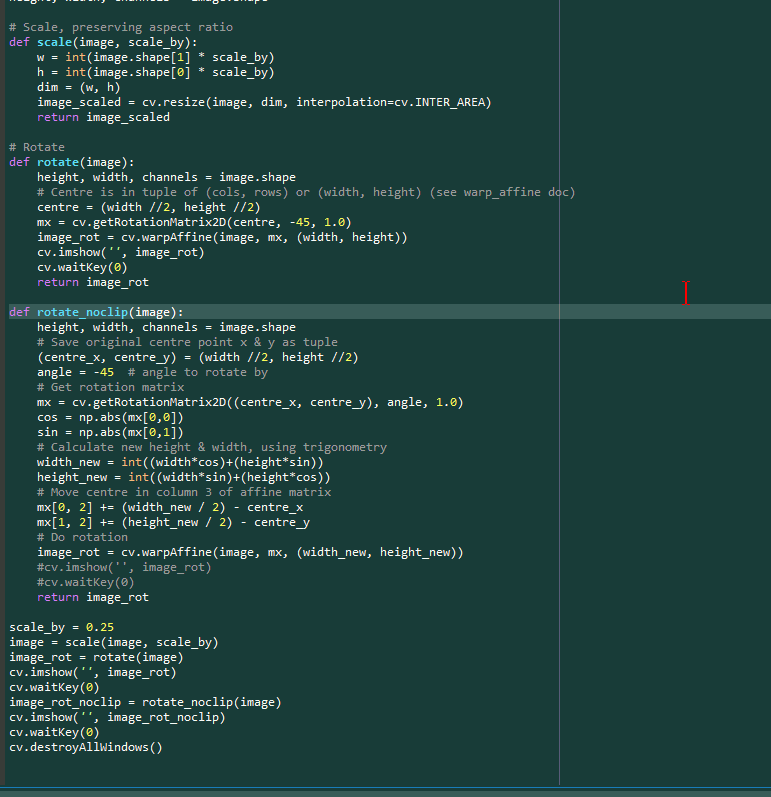 # Scale, preserving aspect ratio
def scale(image, scale_by):
    w = int(image.shape[1] * scale_by)
    h = int(image.shape[0] * scale_by)
    dim = (w, h)
    image_scaled = cv.resize(image, dim, interpolation=cv.INTER_AREA)
    return image_scaled

# Rotate
def rotate(image):
    height, width, channels = image.shape
    # Centre is in tuple of (cols, rows) or (width, height) (see warp_affine doc)
    centre = (width //2, height //2)
    mx = cv.getRotationMatrix2D(centre, -45, 1.0)
    image_rot = cv.warpAffine(image, mx, (width, height))
    cv.imshow('', image_rot)
    cv.waitKey(0)
    return image_rot

def rotate_noclip(image):
    height, width, channels = image.shape
    # Save original centre point x & y as tuple
    (centre_x, centre_y) = (width //2, height //2)
    angle = -45  # angle to rotate by
    # Get rotation matrix
    mx = cv.getRotationMatrix2D((centre_x, centre_y), angle, 1.0)
    cos = np.abs(mx[0,0])
    sin = np.abs(mx[0,1])
    # Calculate new height & width, using trigonometry
    width_new = int((width*cos)+(height*sin))
    height_new = int((width*sin)+(height*cos))
    # Move centre in column 3 of affine matrix
    mx[0, 2] += (width_new / 2) - centre_x
    mx[1, 2] += (height_new / 2) - centre_y
    # Do rotation
    image_rot = cv.warpAffine(image, mx, (width_new, height_new))
    #cv.imshow('', image_rot)
    #cv.waitKey(0)
    return image_rot

scale_by = 0.25
image = scale(image, scale_by)
image_rot = rotate(image)
cv.imshow('', image_rot)
cv.waitKey(0)
image_rot_noclip = rotate_noclip(image)
cv.imshow('', image_rot_noclip)
cv.waitKey(0)
cv.destroyAllWindows()